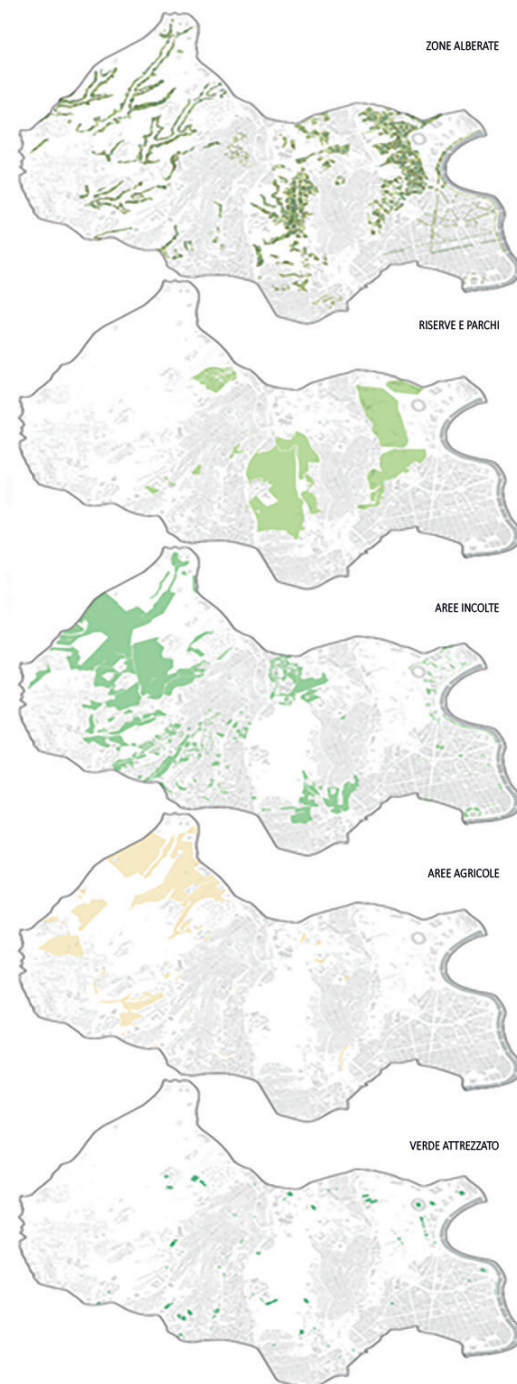 ZONE ALBERATE
RISERVE E PARCHI
AREE INCOLTE
AREE AGRICOLE
VERDE ATTREZZATO